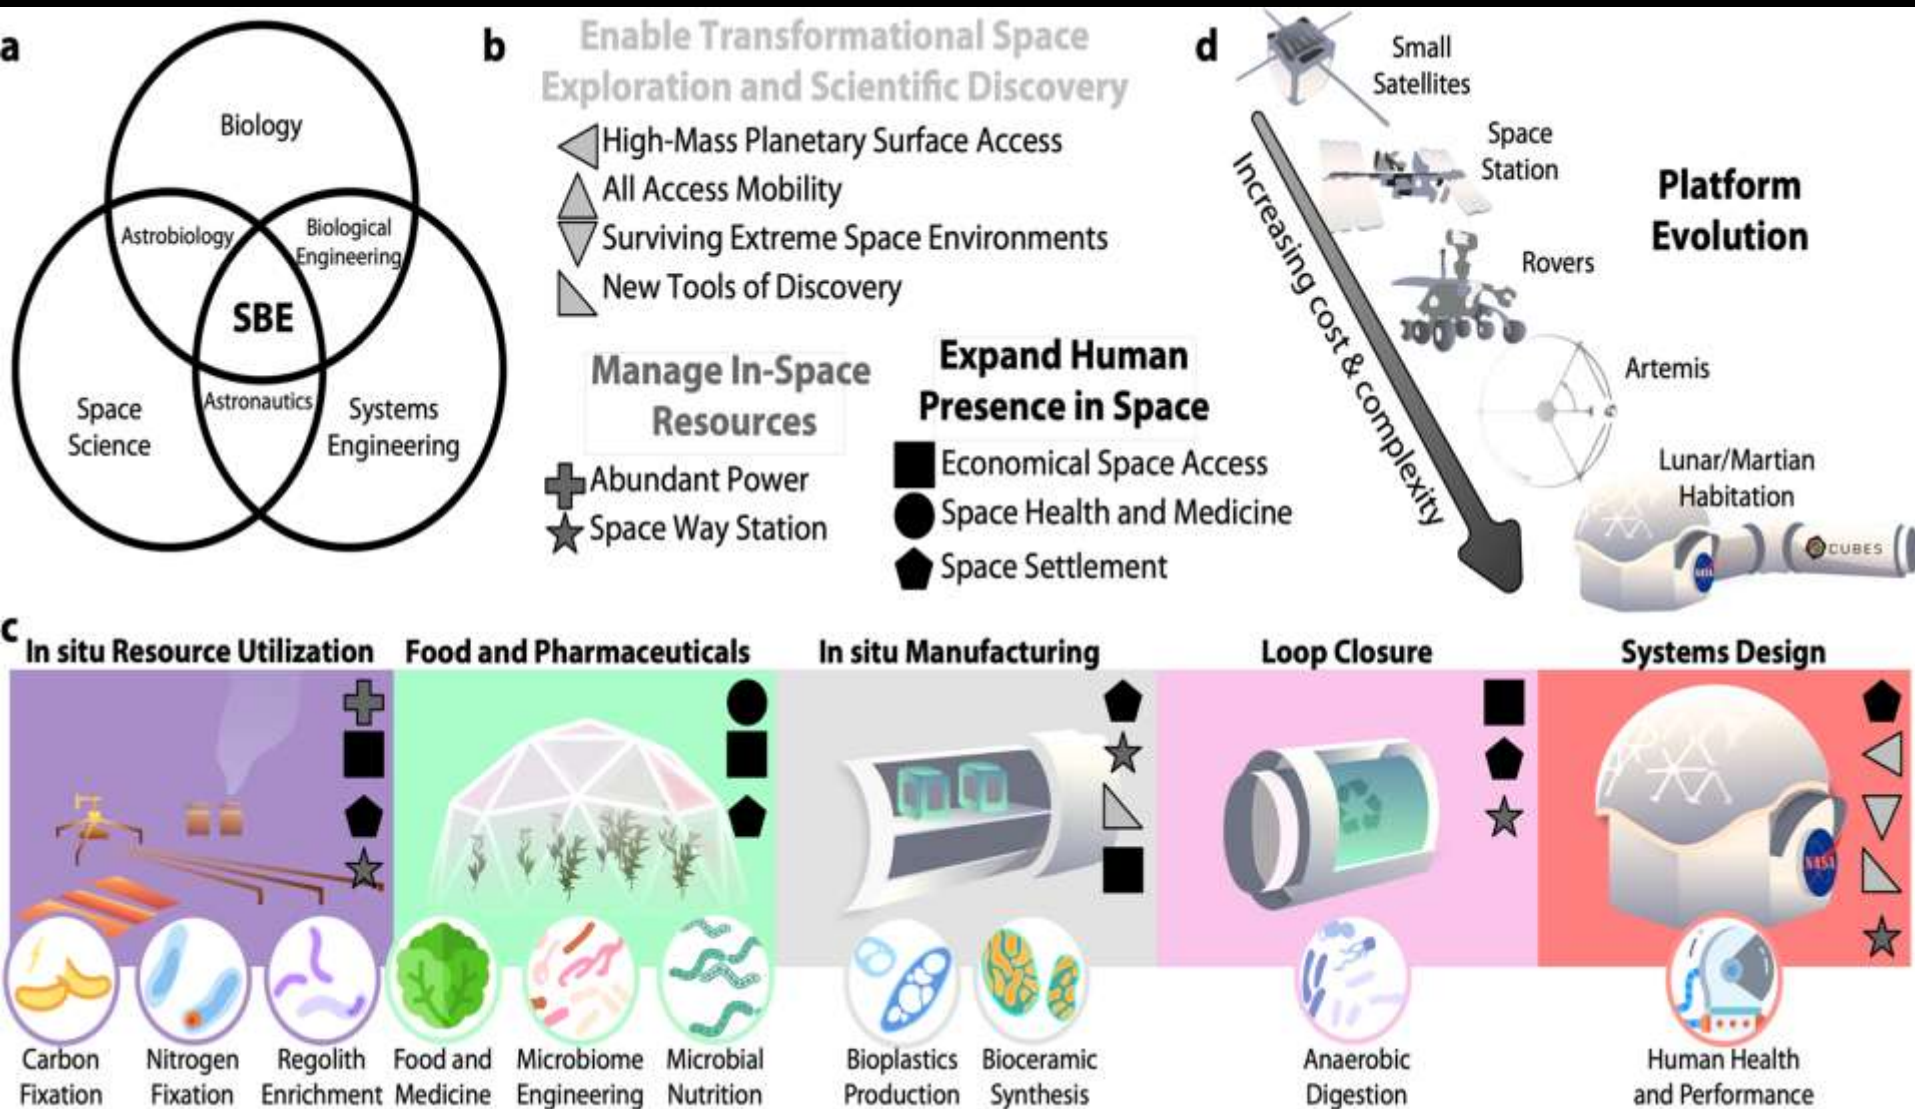 a
Biology
Astrobiology
Biological
Engineering
SBE
Space
Science
Astronautics
Systems
Engineering
b
Enable Transformational Space
Exploration and Scientific Discovery
High-Mass Planetary Surface Access
All Access Mobility
Surviving Extreme Space Environments
New Tools of Discovery
Manage In-Space
Resources
Abundant Power
Space Way Station
Expand Human
Presence in Space
Economical Space Access
Space Health and Medicine
Space Settlement
d
Small
Satellites
Space
Station
Rovers
Artemis
Lunar/Martian
Habitation
Increasing cost & complexity
Platform
Evolution
NASA
CUBES
c
In situ Resource Utilization
Food and Pharmaceuticals
In situ Manufacturing
Loop Closure
Systems Design
NASA
Carbon
Fixation
Nitrogen
Fixation
Regolith
Enrichment
Food and
Medicine
Microbiome
Engineering
Microbial
Nutrition
Bioplastics
Production
Bioceramic
Synthesis
Anaerobic
Digestion
Human Health
and Performance